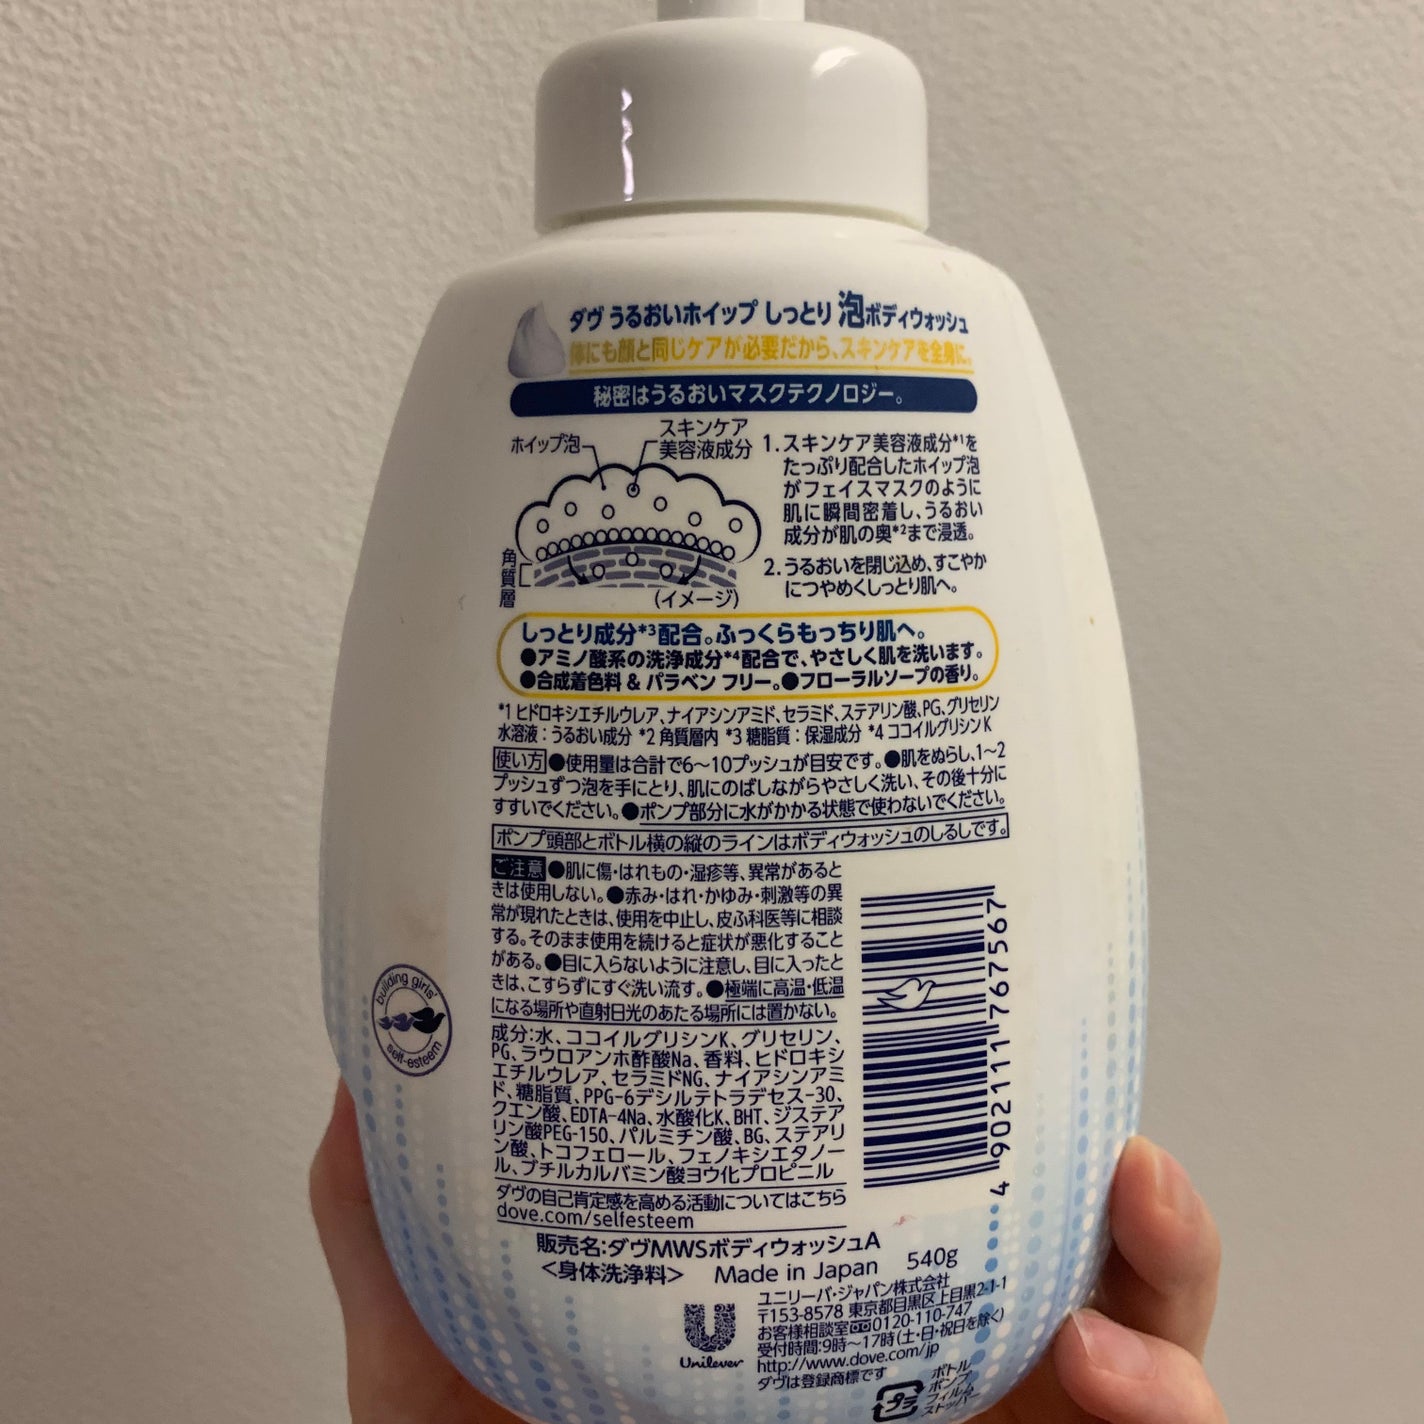 ダヴ うるおいホイップ しっとり 泡ボディウォッシュ
体にも顔と同じケアが必要だから、スキンケアを全身に。
秘密はうるおいマスクテクノロジー。
ホイップ泡
スキンケア
美容液成分
角質層
(イメージ)
1.スキンケア美容液成分*1を
たっぷり配合したホイップ泡
がフェイスマスクのように
肌に瞬間密着し、うるおい
成分が肌の奥*2まで浸透。
2.うるおいを閉じ込め、すこやか
につやめくしっとり肌へ。
しっとり成分*3配合。ふっくらもっちり肌へ。
●アミノ酸系の洗浄成分*4配合で、やさしく肌を洗います。
●合成着色料 & パラベン フリー。●フローラルソープの香り。
*1 ヒドロキシエチルウレア、ナイアシンアミド、セラミド、ステアリン酸、PG、グリセリン
水溶液:うるおい成分 *2 角質層内 *3 糖脂質:保湿成分 *4 ココイルグリシンK
使い方 ●使用量は合計で6〜10プッシュが目安です。●肌をぬらし、1〜2
プッシュずつ泡を手にとり、肌にのばしながらやさしく洗い、その後十分に
すすいでください。●ポンプ部分に水がかかる状態で使わないでください。
ポンプ頭部とボトル横の縦のラインはボディウォッシュのしるしです。
ご注意 ●肌に傷・はれもの・湿疹等、異常があると
きは使用しない。●赤み・はれ・かゆみ・刺激等の異
常が現れたときは、使用を中止し、皮ふ科医等に相談
する。そのまま使用を続けると症状が悪化すること
がある。●目に入らないように注意し、目に入ったと
きは、こすらずにすぐ洗い流す。●極端に高温・低温
になる場所や直射日光のあたる場所には置かない。
成分:水、ココイルグリシンK、グリセリン、
PG、ラウロアンホ酢酸Na、香料、ヒドロキシ
エチルウレア、セラミドNG、ナイアシンアミ
ド、糖脂質、PPG-6デシルテトラデセス-30、
クエン酸、EDTA-4Na、水酸化K、BHT、ジステア
リン酸PEG-150、パルミチン酸、BG、ステアリ
ン酸、トコフェロール、フェノキシエタノー
ル、ブチルカルバミン酸ヨウ化プロピニル
ダヴの自己肯定感を高める活動についてはこちら
dove.com/selfesteem
4 902111 767567
building girls'
self-esteem
販売名:ダヴMWSボディウォッシュA
<身体洗浄料> Made in Japan 540g
Unilever
ユニリーバ・ジャパン株式会社
〒153-8578 東京都目黒区上目黒2-1-1
お客様相談室 0120-110-747
受付時間:9時〜17時(土・日・祝日を除く)
http://www.dove.com/jp
ダヴは登録商標です
プラ
ボトル
ポンプ
フィルム
ストッパー